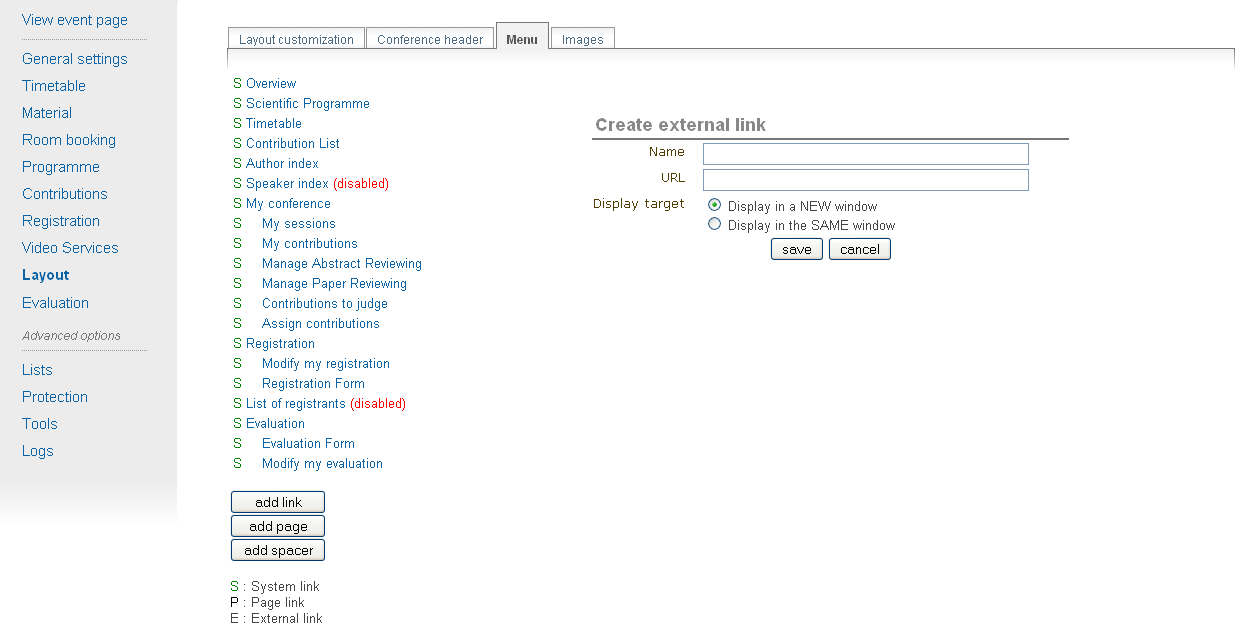 View event page
General settings
Timetable
Material
Room booking
Programme
Contributions
Registration
Video Services
Layout
Evaluation
Advanced options
Lists
Protection
Tools
Logs
Layout customization Conference header Menu Images
S Overview
S Scientific Programme
S Timetable
S Contribution List
S Author index
S Speaker index (disabled)
S My conference
S My sessions
S My contributions
S Manage Abstract Reviewing
S Manage Paper Reviewing
S Contributions to judge
S Assign contributions
S Registration
S Modify my registration
S Registration Form
S List of registrants (disabled)
S Evaluation
S Evaluation Form
S Modify my evaluation
add link
add page
add spacer
S : System link
P : Page link
E : External link
Create external link
Name
URL
Display target Display in a NEW window
Display in the SAME window
save cancel